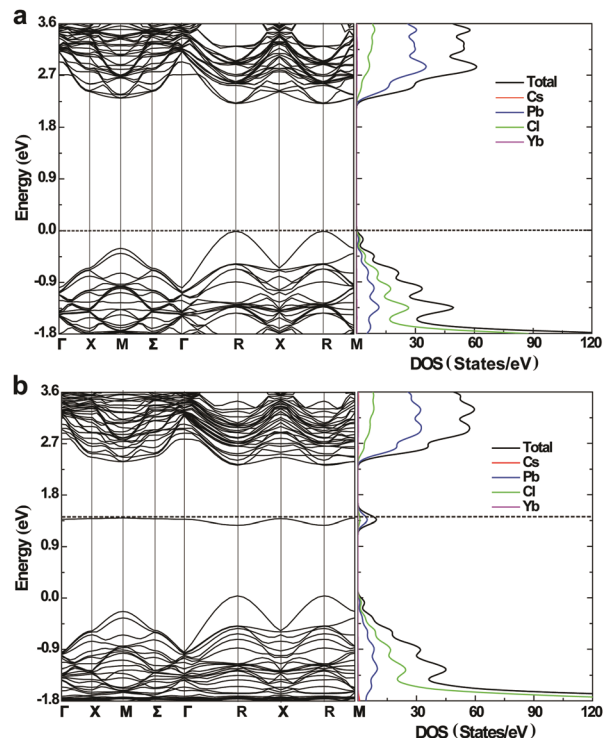 a
3.6
2.7
1.8
0.9
0.0
-0.9
-1.8
Energy (eV)
Γ X M Σ Γ R X R M
Total
Cs
Pb
Cl
Yb
30 60 90 120
DOS (States/eV)
b
3.6
2.7
1.8
0.9
0.0
-0.9
-1.8
Energy (eV)
Γ X M Σ Γ R X R M
Total
Cs
Pb
Cl
Yb
30 60 90 120
DOS (States/eV)